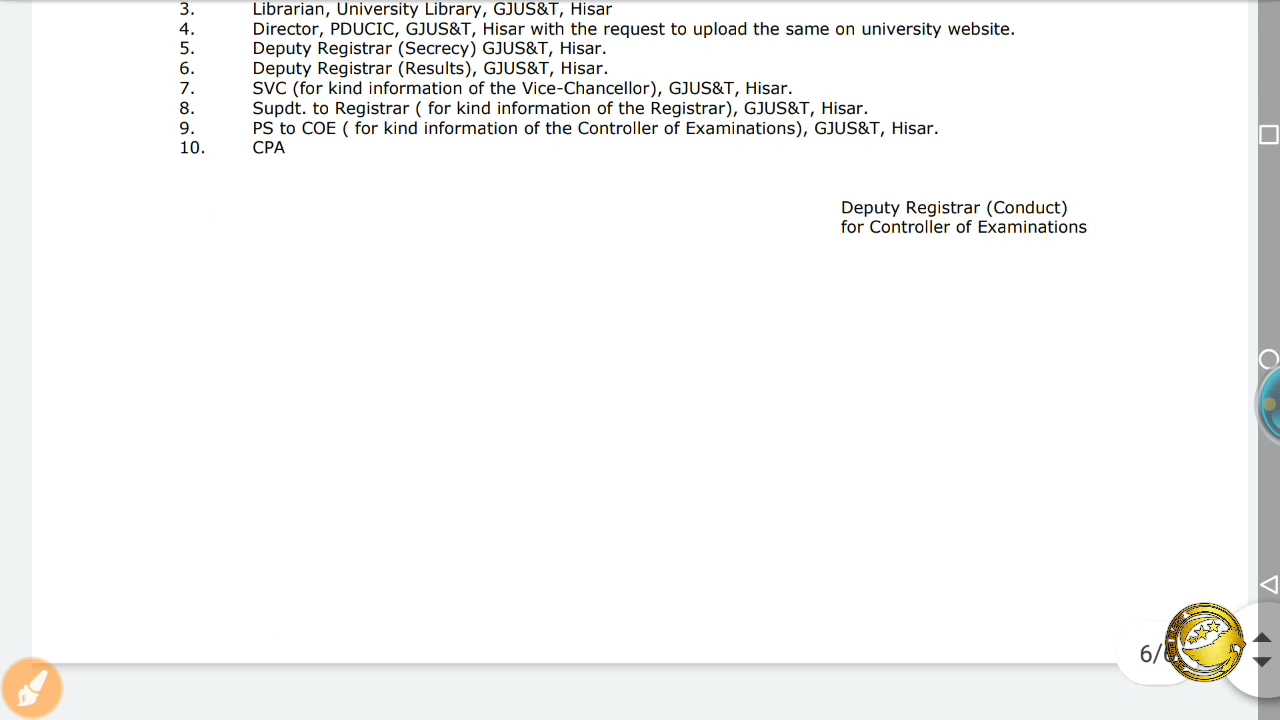 3. Librarian, University Library, GJUS&T, Hisar
4. Director, PDUCIC, GJUS&T, Hisar with the request to upload the same on university website.
5. Deputy Registrar (Secrecy) GJUS&T, Hisar.
6. Deputy Registrar (Results), GJUS&T, Hisar.
7. SVC (for kind information of the Vice-Chancellor), GJUS&T, Hisar.
8. Supdt. to Registrar ( for kind information of the Registrar), GJUS&T, Hisar.
9. PS to COE ( for kind information of the Controller of Examinations), GJUS&T, Hisar.
10. CPA
Deputy Registrar (Conduct)
for Controller of Examinations
6/